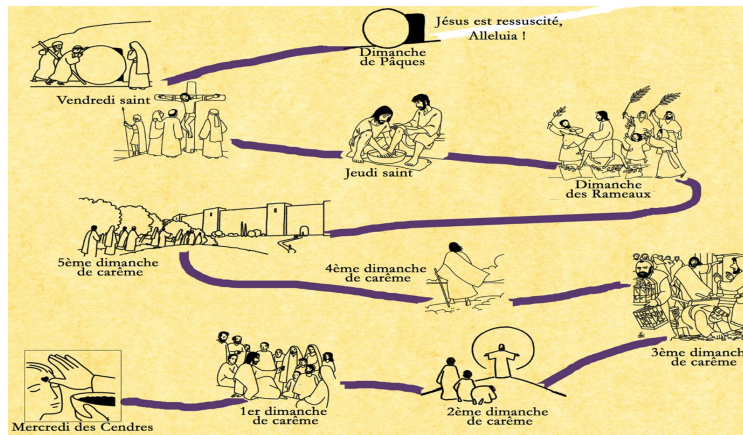 Jésus est ressuscité,
Alleluia !
Dimanche
de Pâques
Vendredi saint
Jeudi saint
Dimanche
des Rameaux
5ème dimanche
de carême
4ème dimanche
de carême
3ème dimanche
de carême
Mercredi des Cendres
1er dimanche
de carême
2ème dimanche
de carême